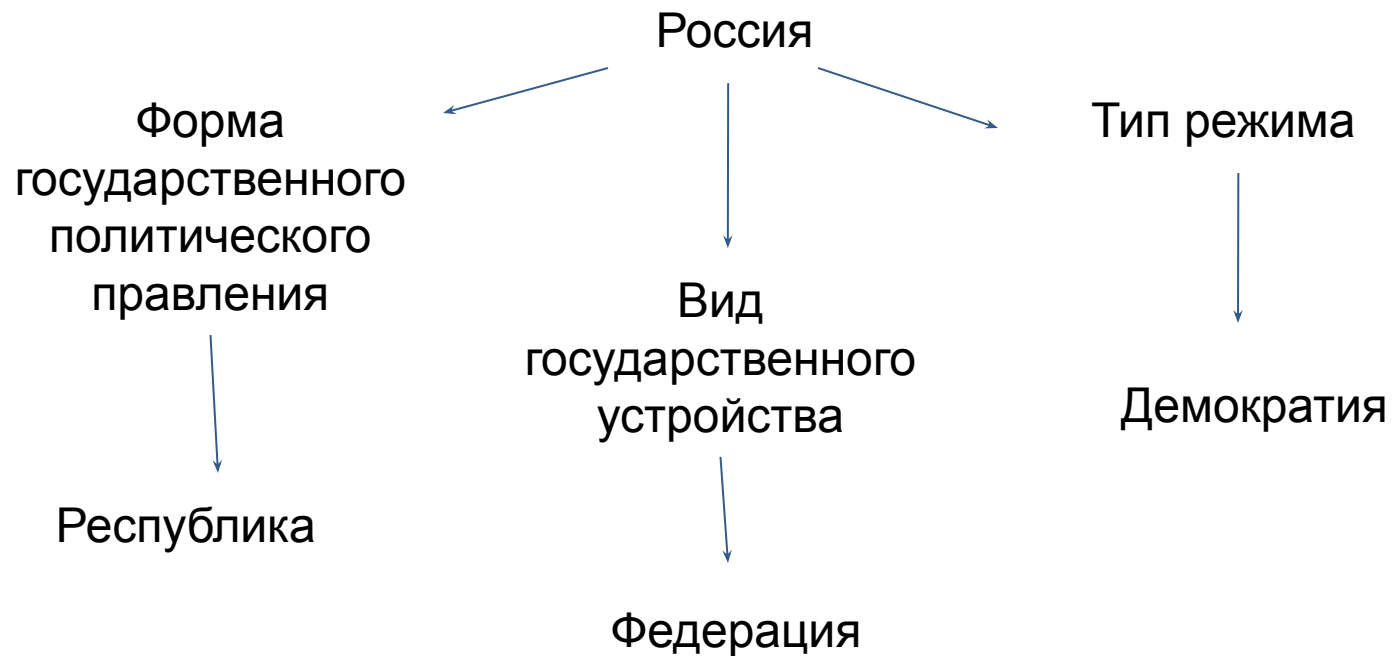 Россия
Форма
государственного
политического
правления
Тип режима
Вид
государственного
устройства
Демократия
Республика
Федерация